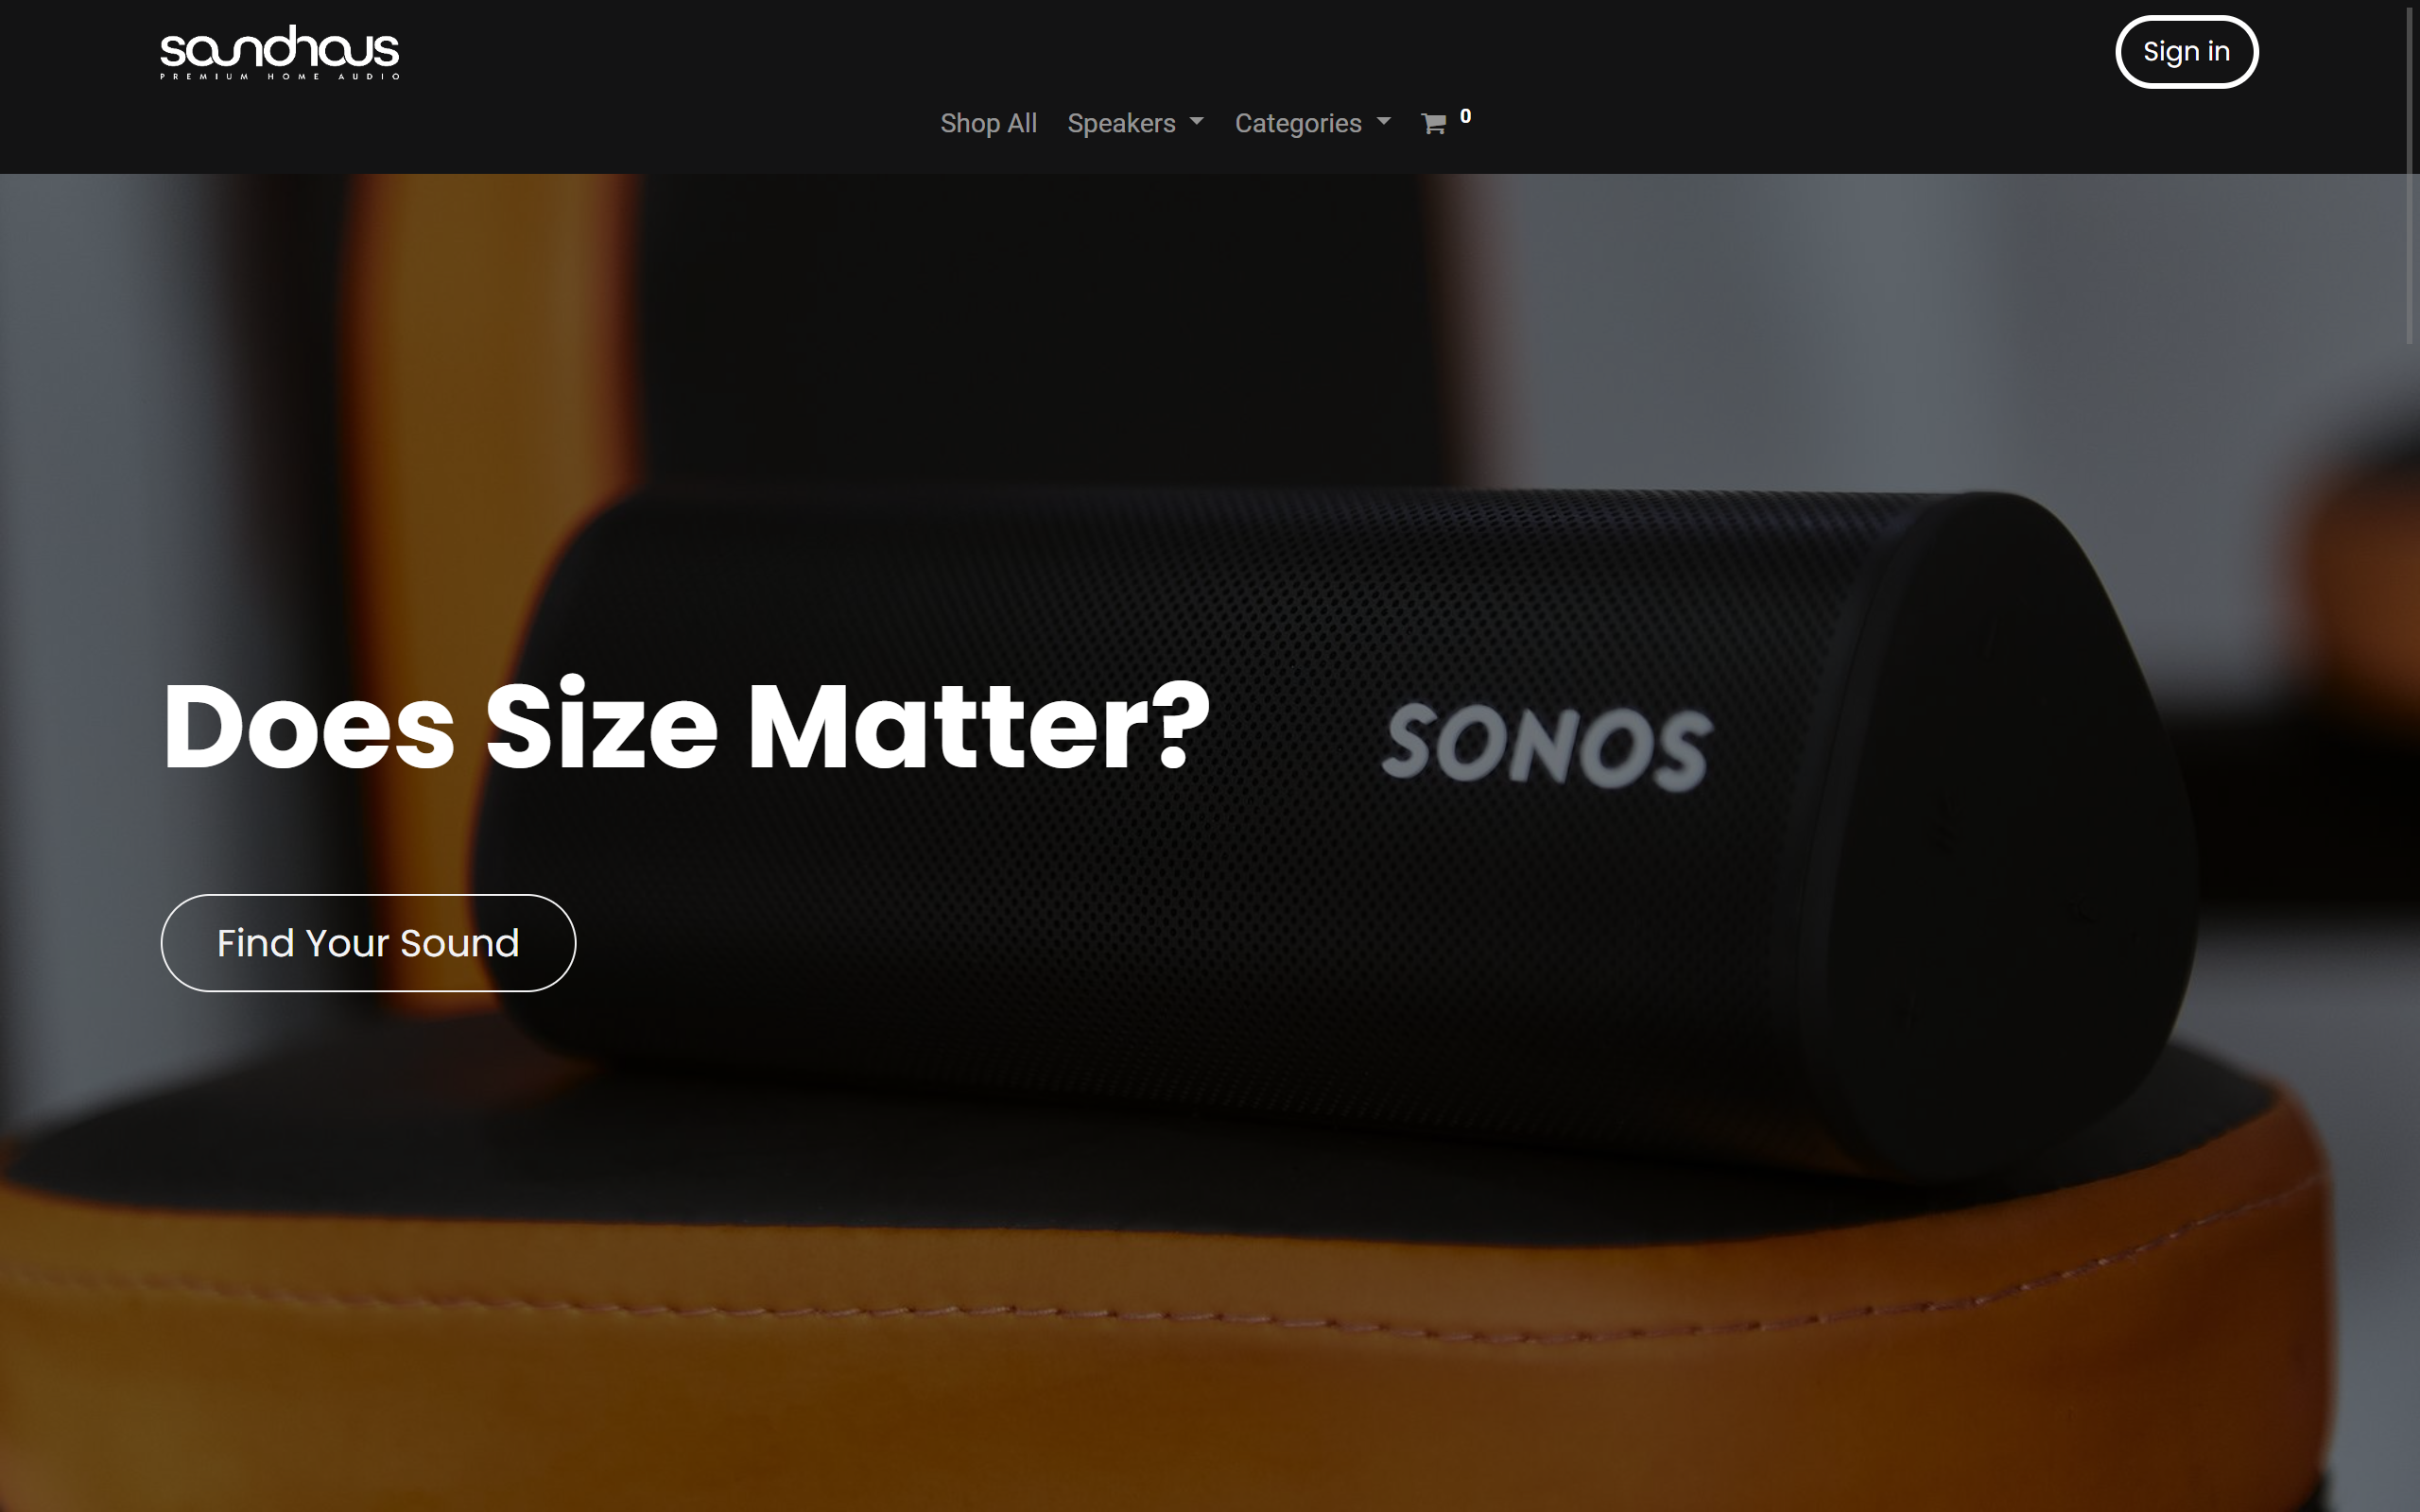 soundhaus
PREMIUM HOME AUDIO
Sign in
Shop All Speakers Categories 0
Does Size Matter?
SONOS
Find Your Sound